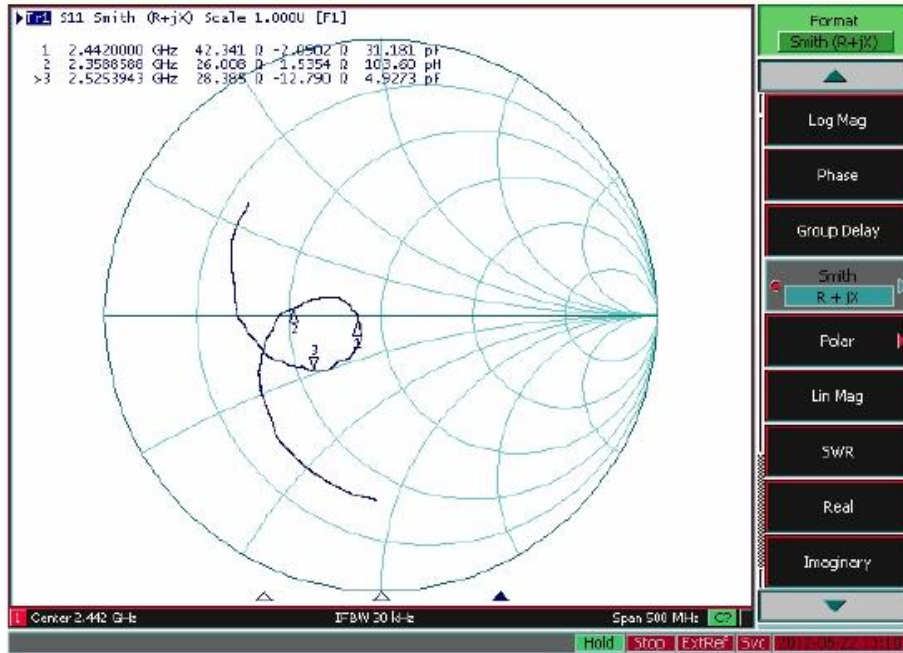 Tr1 S11 Smith (R+jX) Scale 1.000U [F1]
1 2.4420000 GHz 42.341 Ω -2.0902 Ω 31.181 pF
2 2.3588588 GHz 26.008 Ω 1.5354 Ω 103.60 pH
>3 2.5253943 GHz 28.385 Ω -12.790 Ω 4.9273 pF
2
3
1 Center 2.442 GHz IFBW 30 kHz Span 500 MHz C?
Hold Stop ExtRef Svc
Format
Smith (R+jX)
Log Mag
Phase
Group Delay
Smith
R + jX
Polar
Lin Mag
SWR
Real
Imaginary